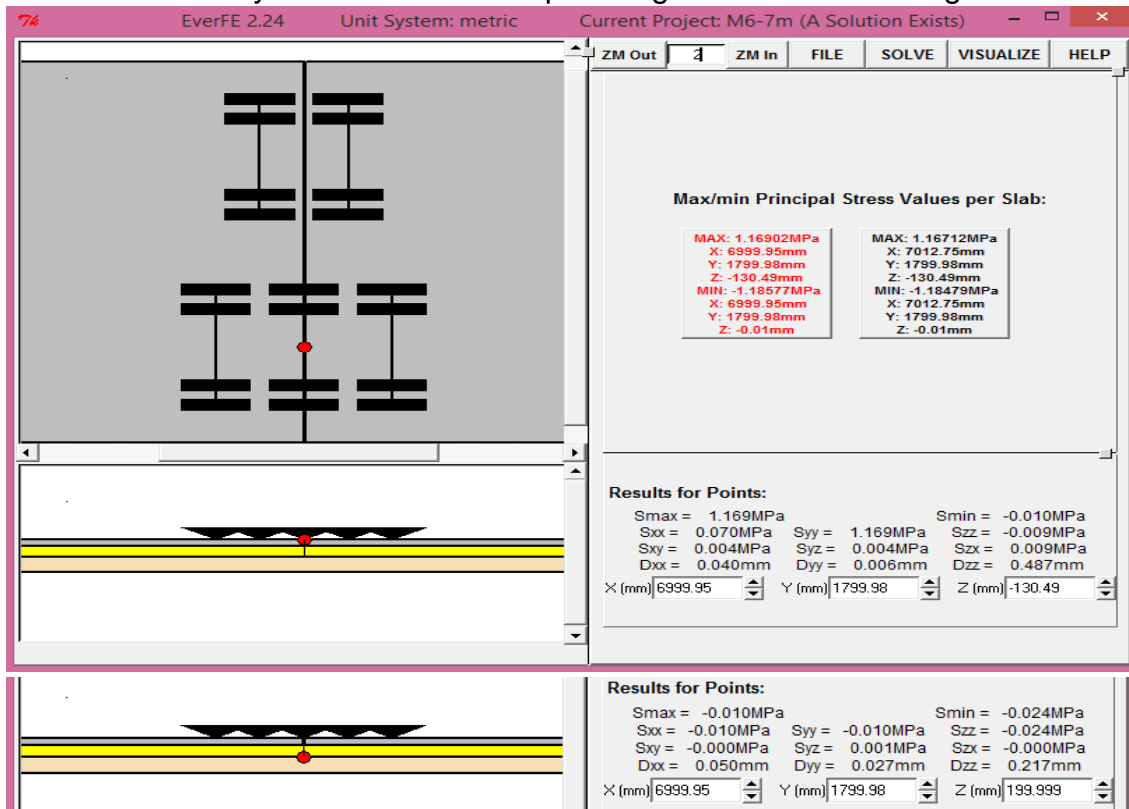 EverFE 2.24 Unit System: metric Current Project: M6-7m (A Solution Exists)
ZM Out 2 ZM In FILE SOLVE VISUALIZE HELP
Max/min Principal Stress Values per Slab:
MAX: 1.16902MPa
X: 6999.95mm
Y: 1799.98mm
Z: -130.49mm
MIN: -1.18577MPa
X: 6999.95mm
Y: 1799.98mm
Z: -0.01mm
MAX: 1.16712MPa
X: 7012.75mm
Y: 1799.98mm
Z: -130.49mm
MIN: -1.18479MPa
X: 7012.75mm
Y: 1799.98mm
Z: -0.01mm
Results for Points:
Smax = 1.169MPa Smin = -0.010MPa
Sxx = 0.070MPa Syy = 1.169MPa Szz = -0.009MPa
Sxy = 0.004MPa Syz = 0.004MPa Szx = 0.009MPa
Dxx = 0.040mm Dyy = 0.006mm Dzz = 0.487mm
X (mm) 6999.95 Y (mm) 1799.98 Z (mm) -130.49
Results for Points:
Smax = -0.010MPa Smin = -0.024MPa
Sxx = -0.010MPa Syy = -0.010MPa Szz = -0.024MPa
Sxy = -0.000MPa Syz = 0.001MPa Szx = -0.000MPa
Dxx = 0.050mm Dyy = 0.027mm Dzz = 0.217mm
X (mm) 6999.95 Y (mm) 1799.98 Z (mm) 199.999